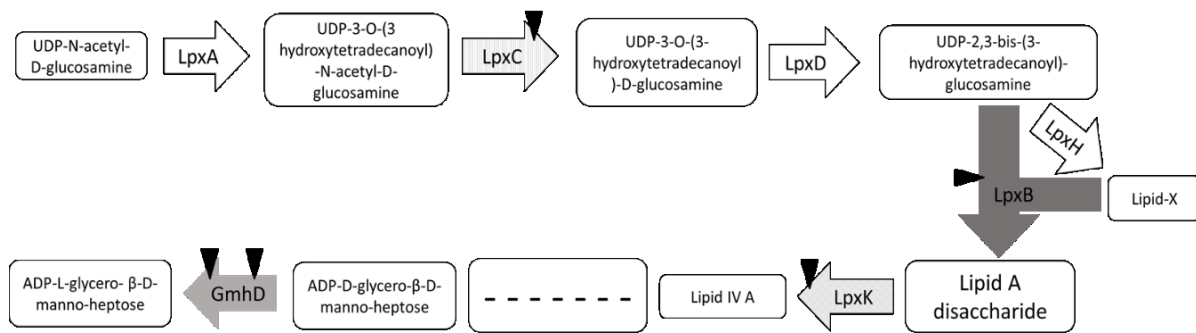 UDP-N-acetyl-
D-glucosamine
LpxA
UDP-3-O-(3
hydroxytetradecanoyl)
-N-acetyl-D-
glucosamine
LpxC
UDP-3-O-(3-
hydroxytetradecanoyl
)-D-glucosamine
LpxD
UDP-2,3-bis-(3-
hydroxytetradecanoyl)-
glucosamine
LpxH
LpxB
Lipid-X
ADP-L-glycero- β-D-
manno-heptose
GmhD
ADP-D-glycero-β-D-
manno-heptose
- - - - - - -
Lipid IV A
LpxK
Lipid A
disaccharide